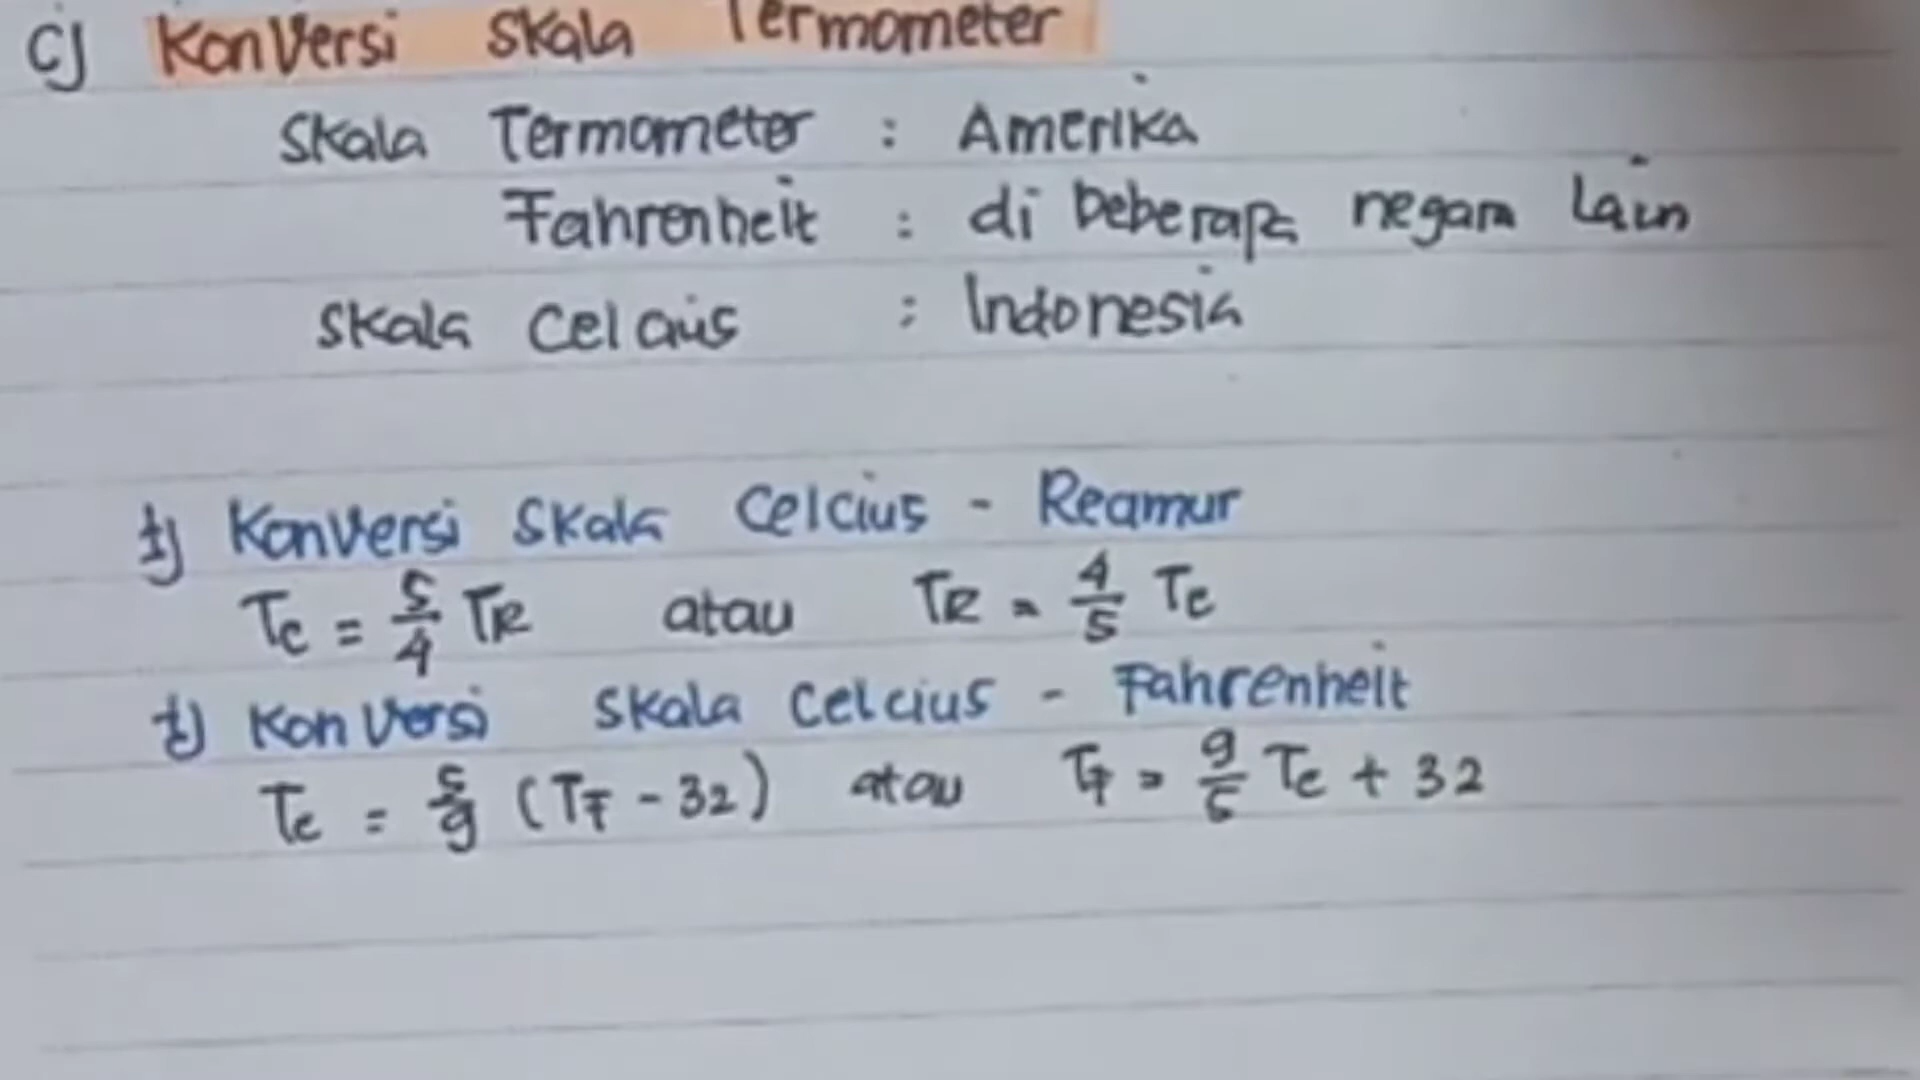 c) Konversi Skala Termometer
Skala Termometer : Amerika
Fahrenheit : di beberapa negara lain
Skala Celcius : Indonesia
1) Konversi Skala Celcius - Reamur
Tc = 5/4 TR atau TR = 4/5 Tc
2) Konversi Skala Celcius - Fahrenheit
Tc = 5/9 (TF - 32) atau TF = 9/5 Tc + 32